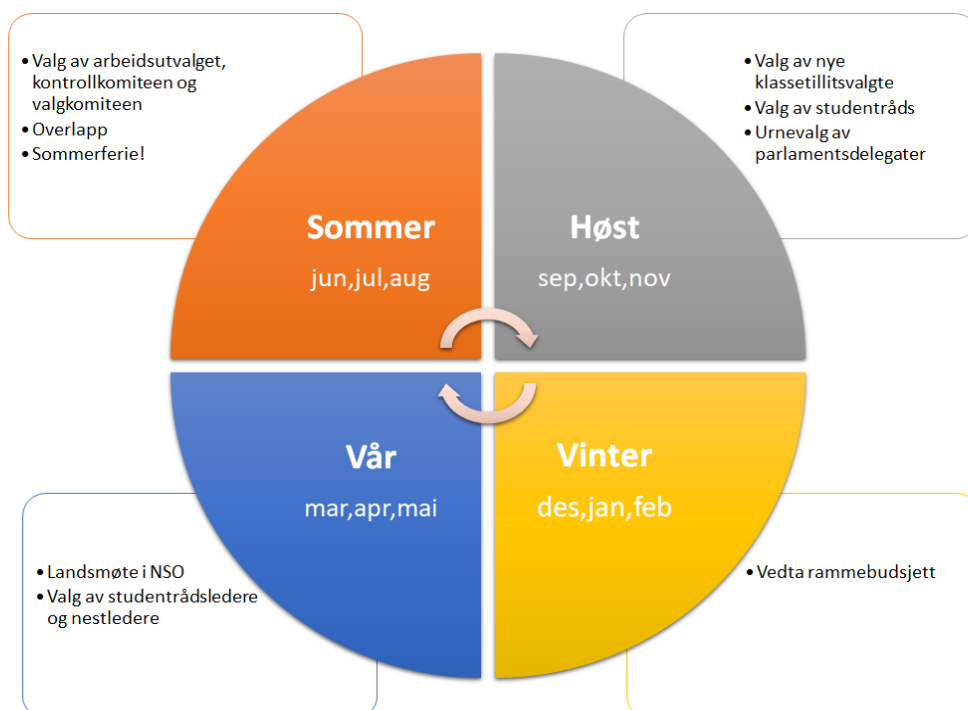 • Valg av arbeidsutvalget,
kontrollkomiteen og
valgkomiteen
• Overlapp
• Sommerferie!
• Valg av nye
klassetillitsvalgte
• Valg av studentråds
• Urnevalg av
parlamentsdelegater
Sommer
jun,jul,aug
Høst
sep,okt,nov
Vår
mar,apr,mai
Vinter
des,jan,feb
• Landsmøte i NSO
• Valg av studentrådsledere
og nestledere
• Vedta rammebudsjett